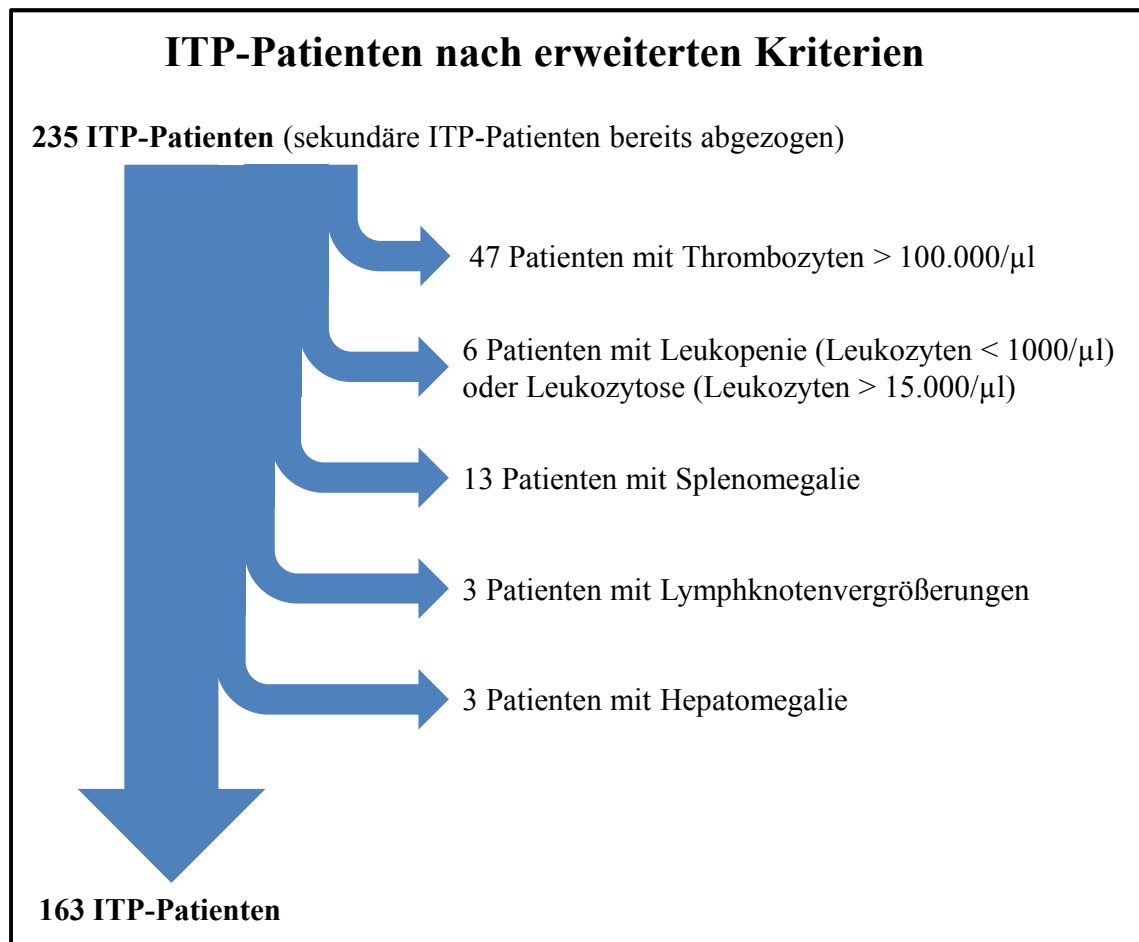 ITP-Patienten nach erweiterten Kriterien
235 ITP-Patienten (sekundäre ITP-Patienten bereits abgezogen)
47 Patienten mit Thrombozyten > 100.000/µl
6 Patienten mit Leukopenie (Leukozyten < 1000/µl)
oder Leukozytose (Leukozyten > 15.000/µl)
13 Patienten mit Splenomegalie
3 Patienten mit Lymphknotenvergrößerungen
3 Patienten mit Hepatomegalie
163 ITP-Patienten